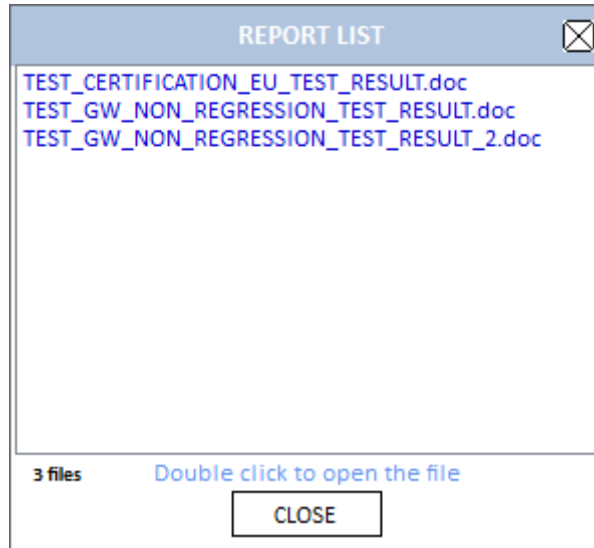 REPORT LIST
TEST_CERTIFICATION_EU_TEST_RESULT.doc
TEST_GW_NON_REGRESSION_TEST_RESULT.doc
TEST_GW_NON_REGRESSION_TEST_RESULT_2.doc
3 files Double click to open the file
CLOSE